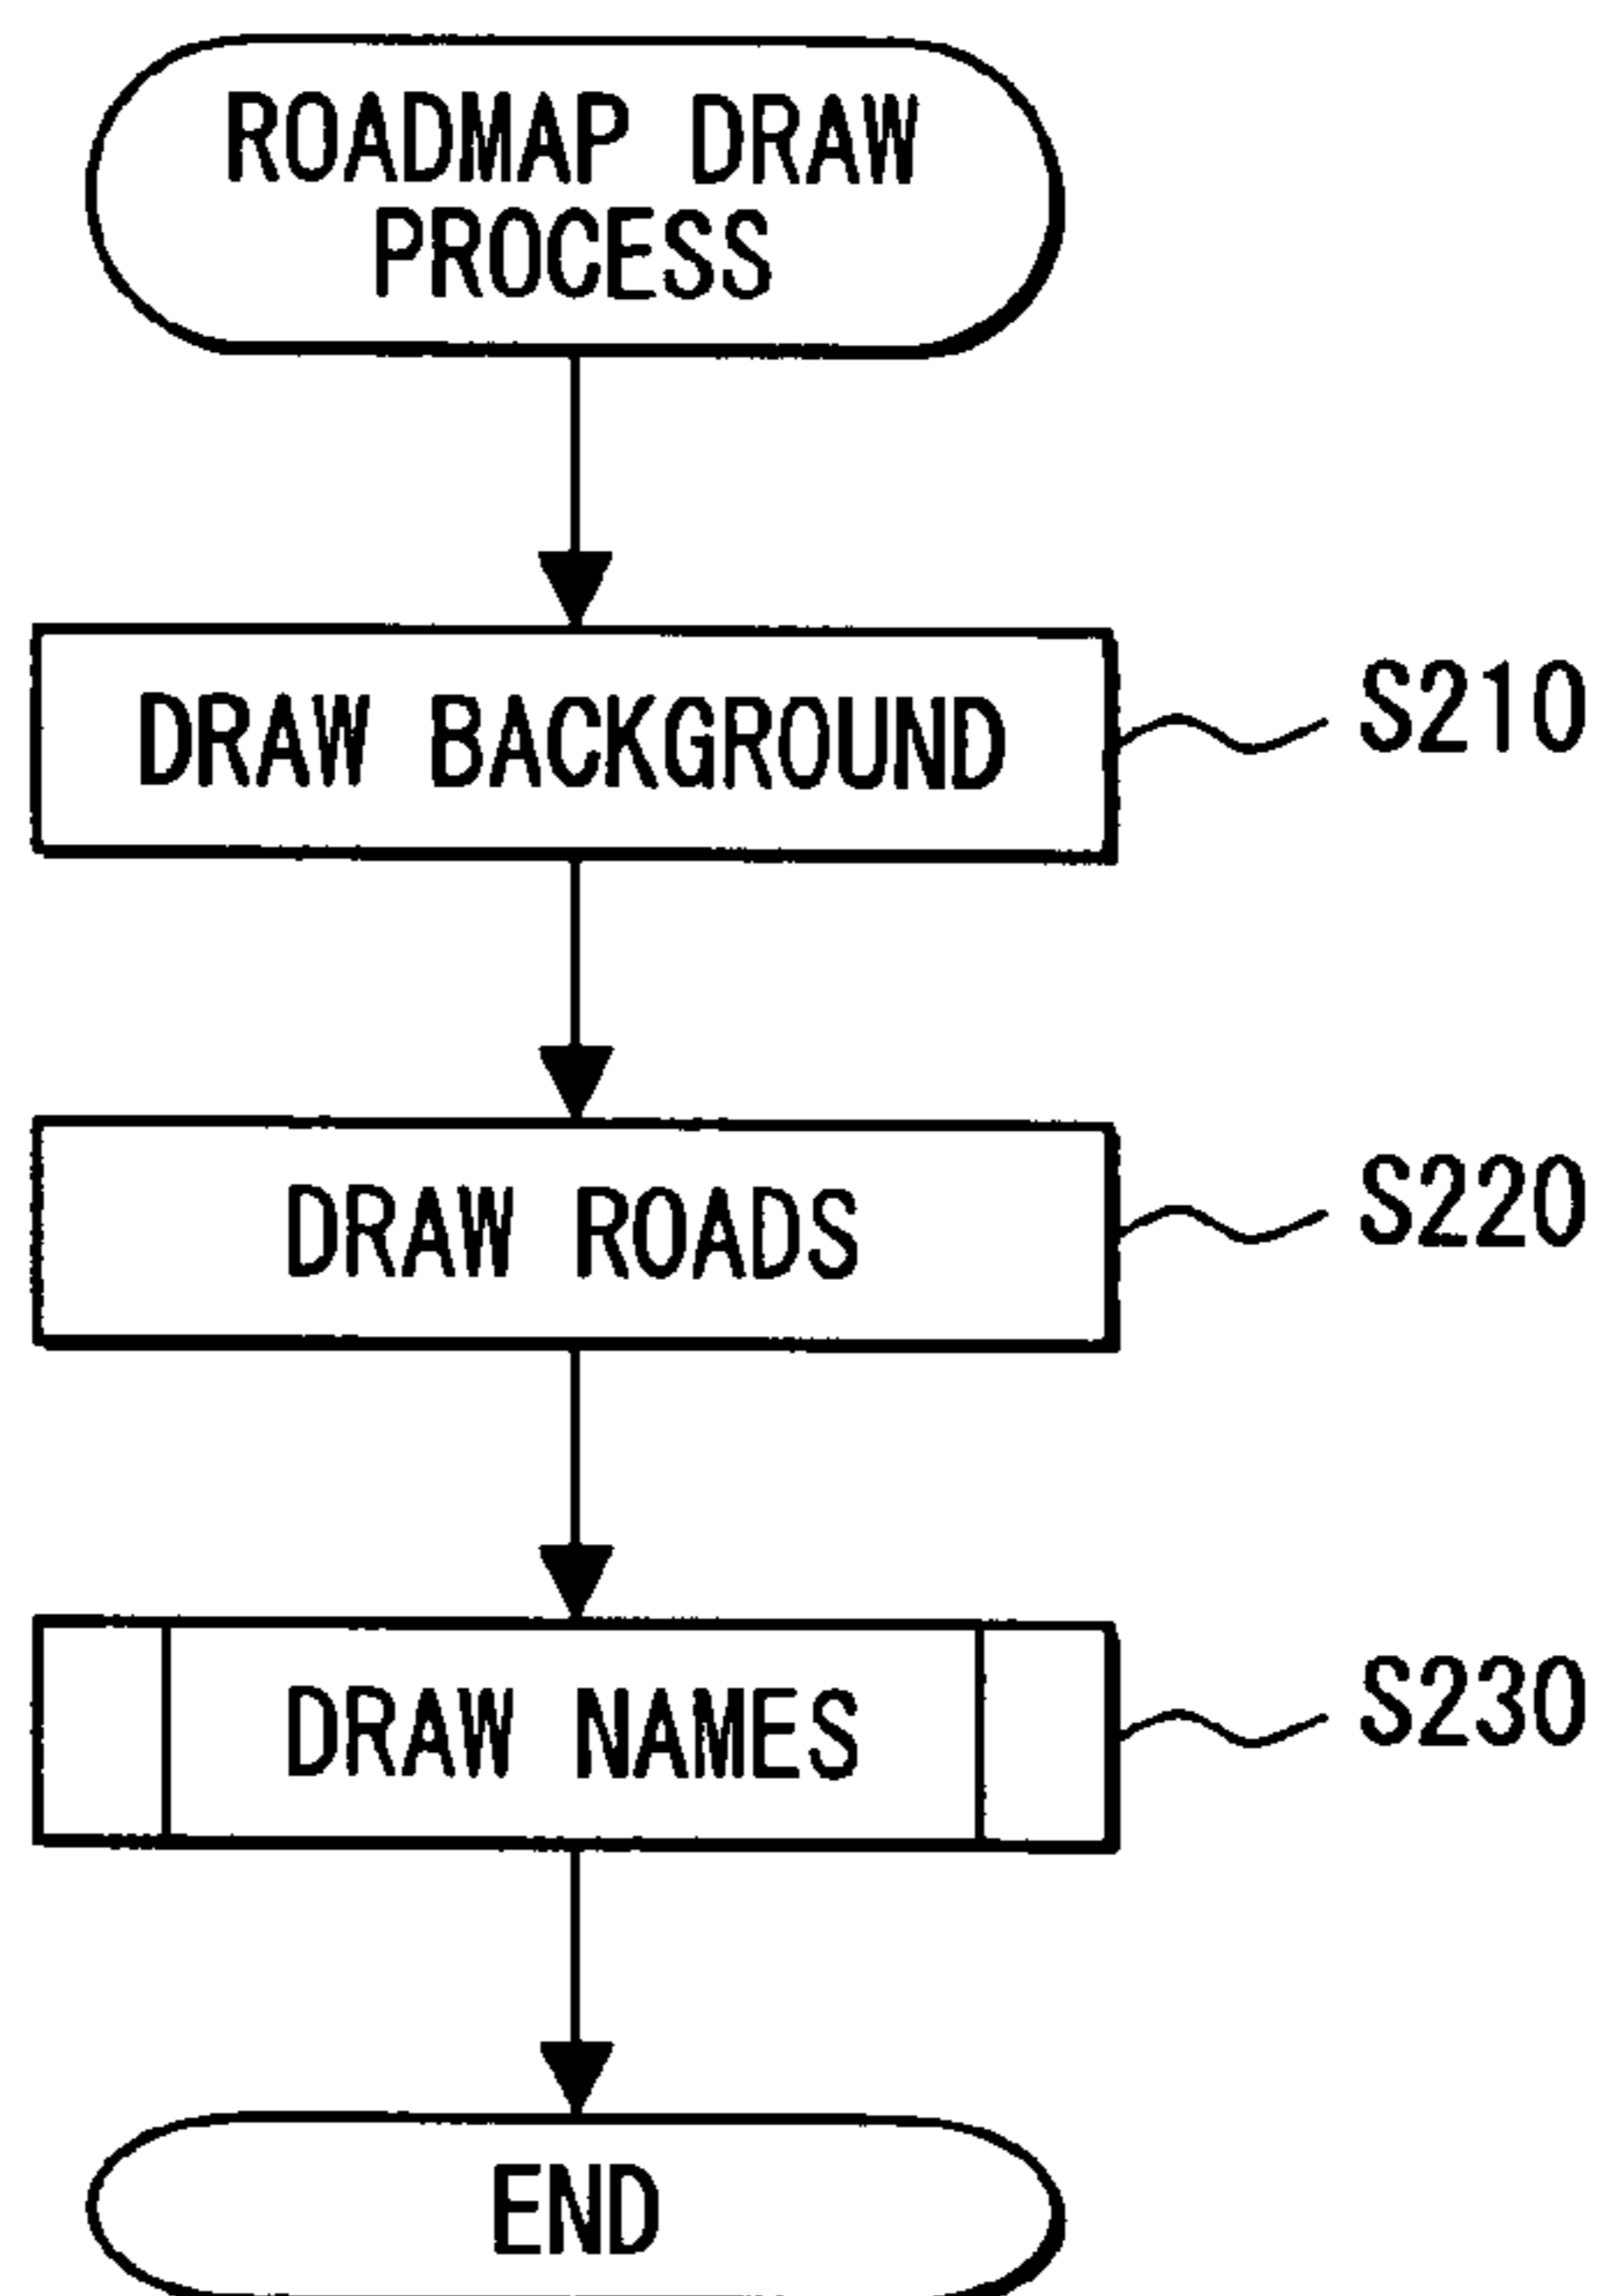 ROADMAP DRAW
PROCESS
DRAW BACKGROUND
S210
DRAW ROADS
S220
DRAW NAMES
S230
END